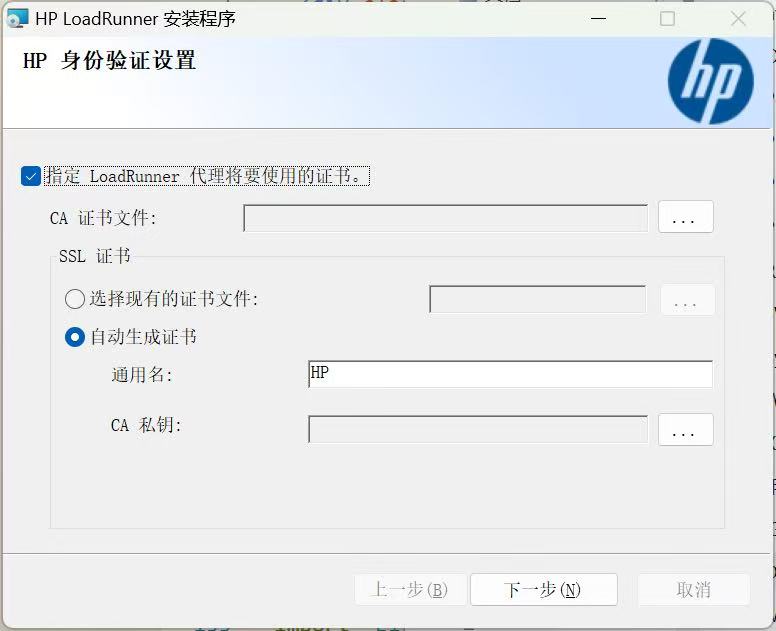 HP LoadRunner 安装程序
HP 身份验证设置
hp
指定 LoadRunner 代理将要使用的证书。
CA 证书文件:
...
SSL 证书
选择现有的证书文件:
...
自动生成证书
通用名:
HP
CA 私钥:
...
上一步(B)
下一步(N)
取消